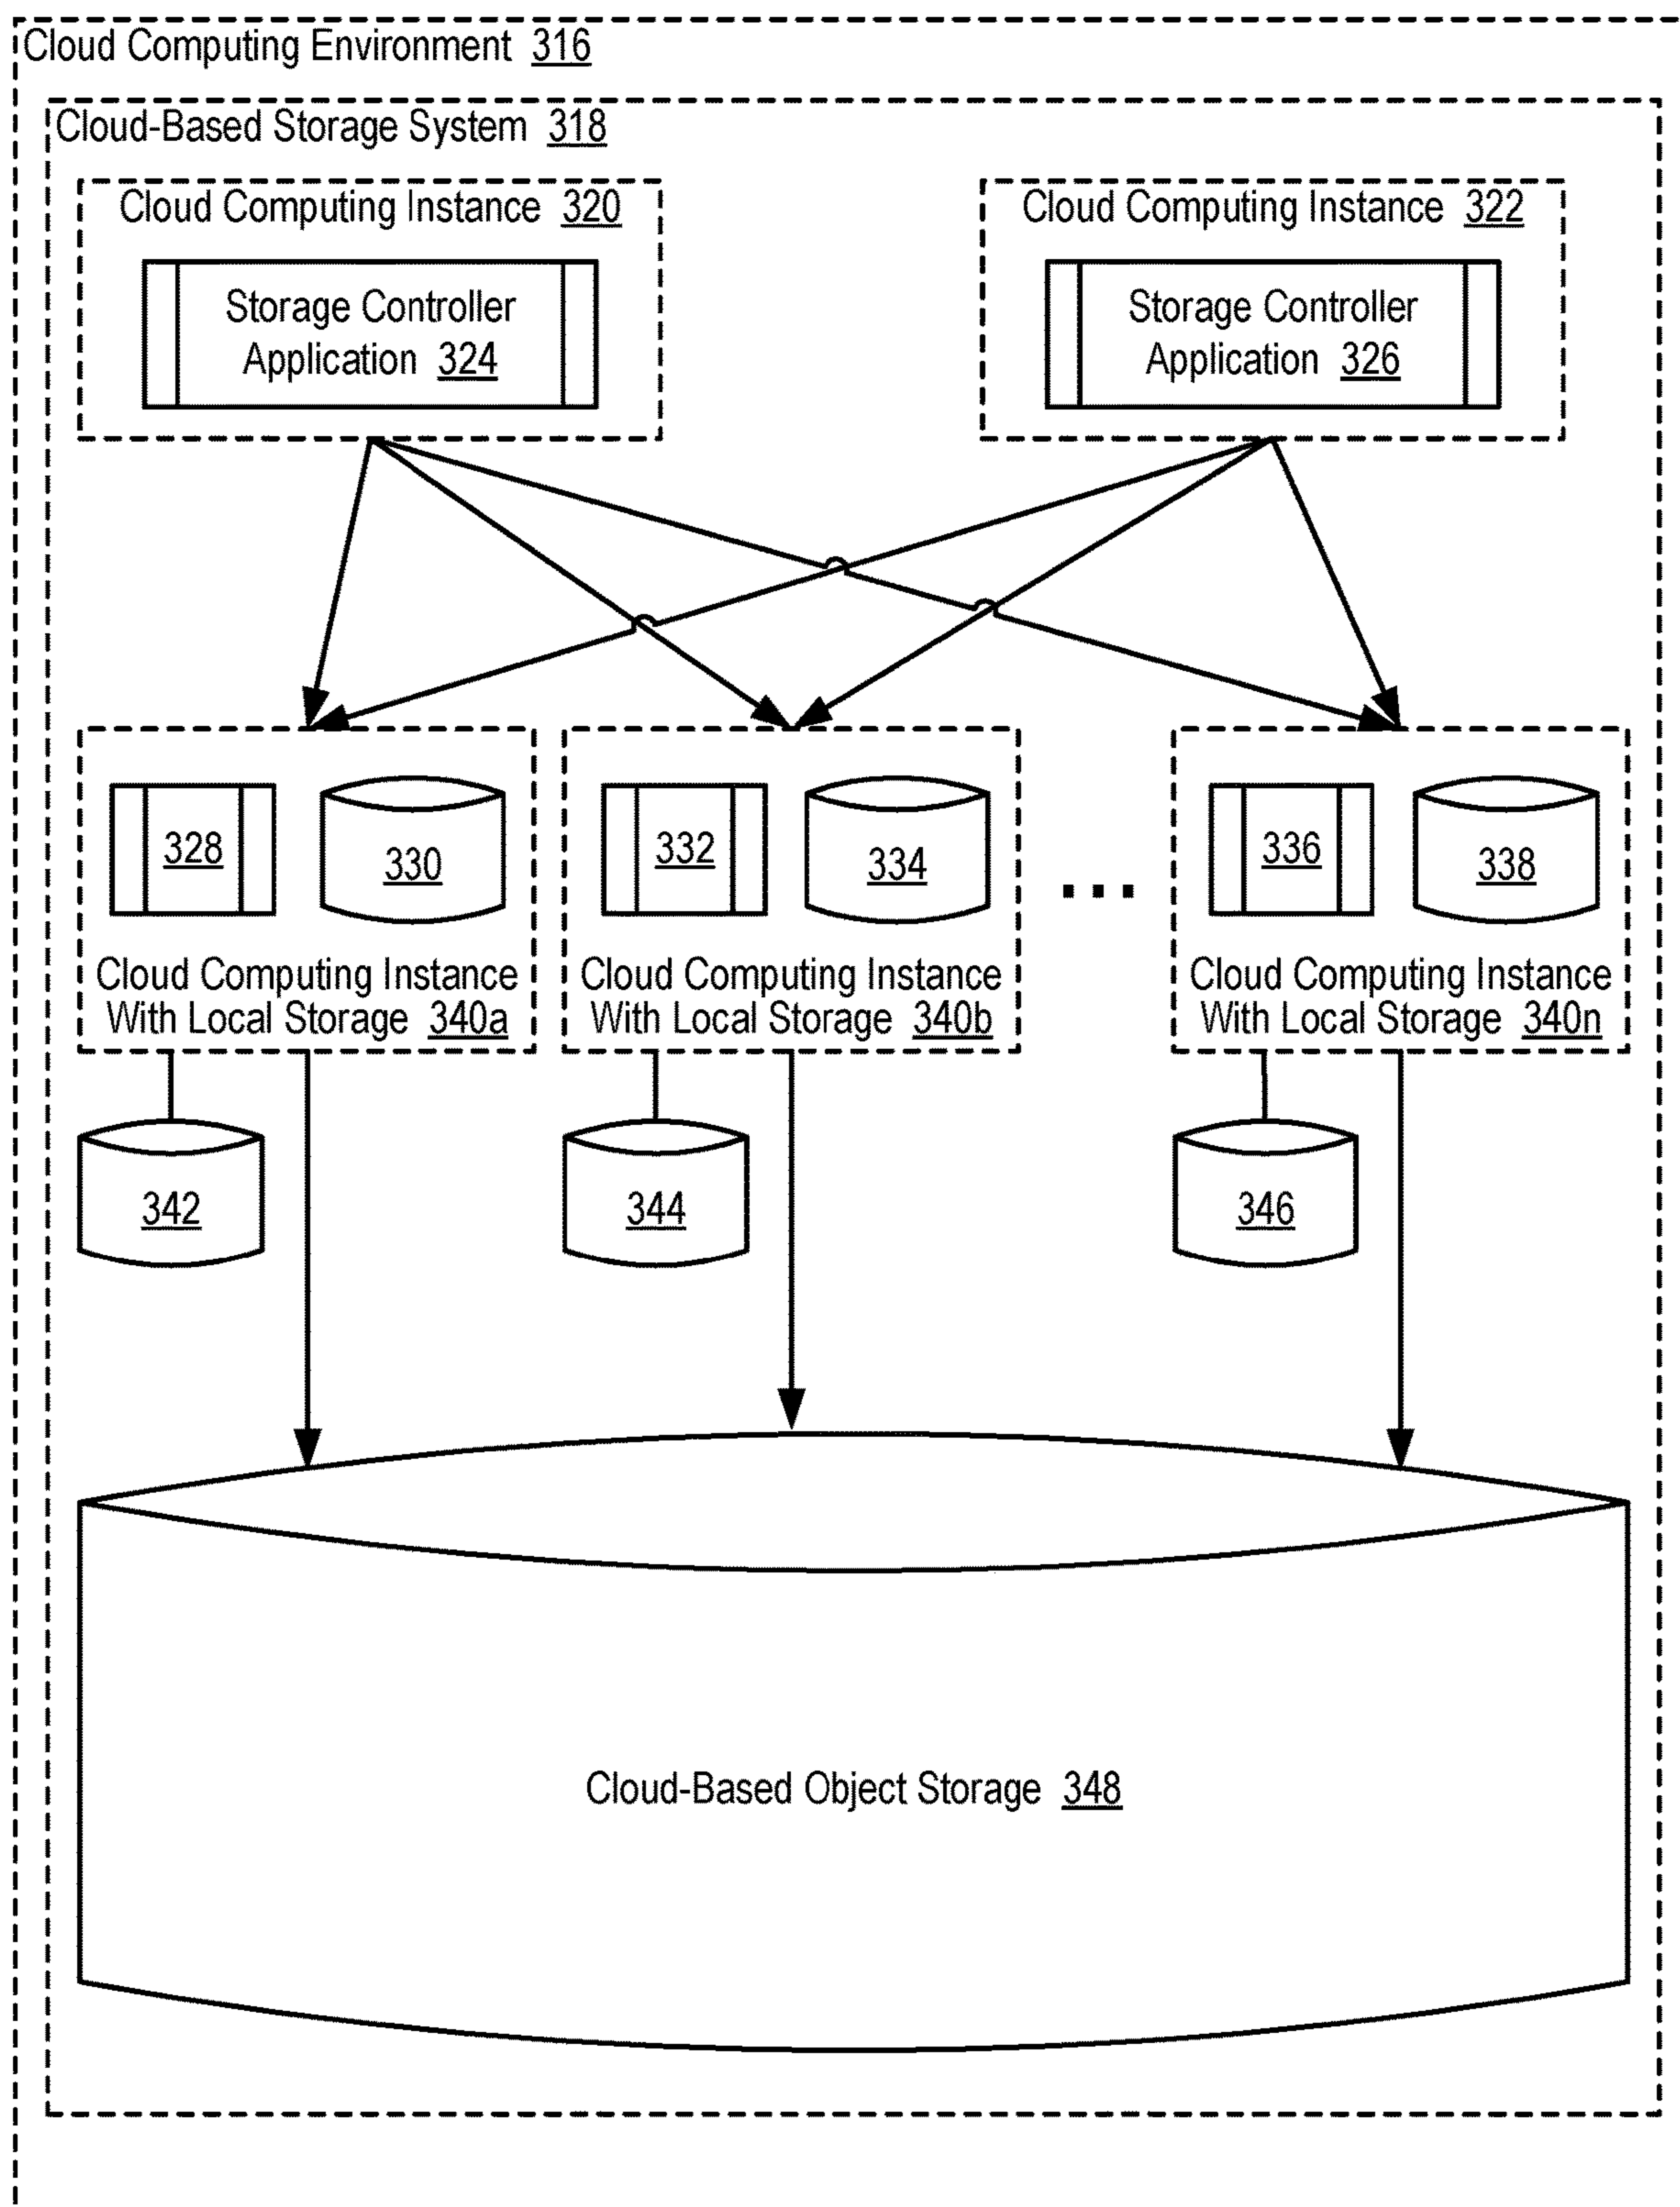 Cloud Computing Environment 316
Cloud-Based Storage System 318
Cloud Computing Instance 320
Storage Controller
Application 324
Cloud Computing Instance 322
Storage Controller
Application 326
328
330
Cloud Computing Instance
With Local Storage 340a
332
334
Cloud Computing Instance
With Local Storage 340b
...
336
338
Cloud Computing Instance
With Local Storage 340n
342
344
346
Cloud-Based Object Storage 348